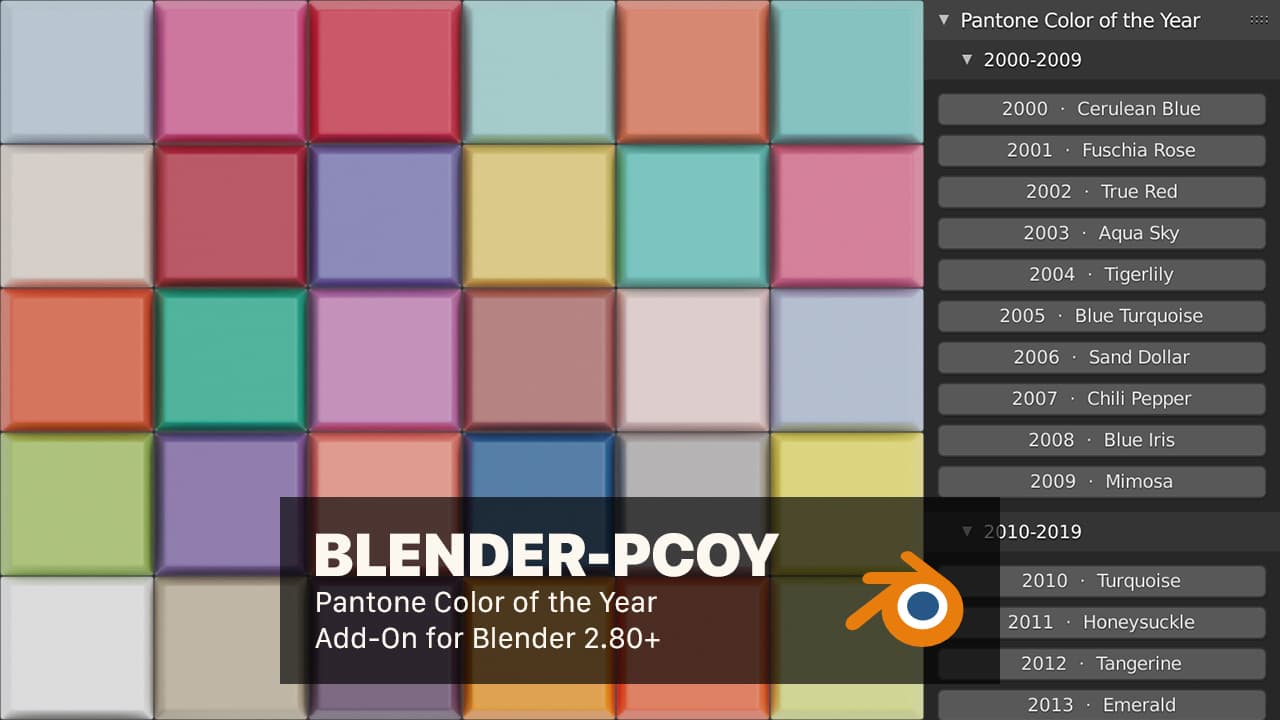 Pantone Color of the Year
2000-2009
2000 · Cerulean Blue
2001 · Fuschia Rose
2002 · True Red
2003 · Aqua Sky
2004 · Tigerlily
2005 · Blue Turquoise
2006 · Sand Dollar
2007 · Chili Pepper
2008 · Blue Iris
2009 · Mimosa
2010-2019
2010 · Turquoise
2011 · Honeysuckle
2012 · Tangerine
2013 · Emerald
BLENDER-PCOY
Pantone Color of the Year
Add-On for Blender 2.80+